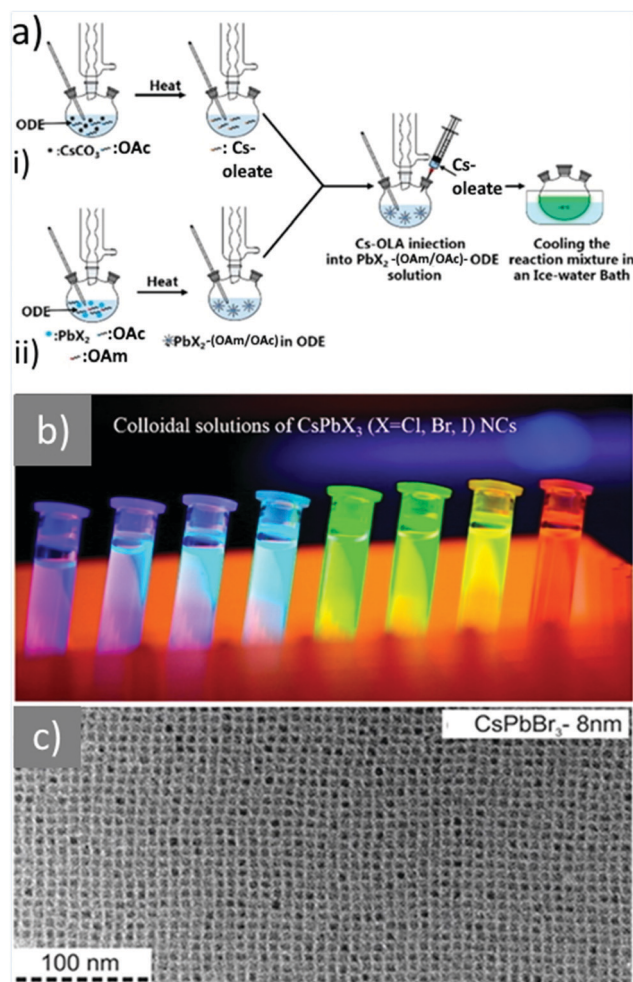 a)
Heat
ODE
•:CsCO₃ :OAc
: Cs-
oleate
i)
Cs-
oleate
Cs-OLA injection
into PbX₂-(OAm/OAc)-ODE
solution
Cooling the
reaction mixture in
an Ice-water Bath
Heat
ODE
:PbX₂ :OAc
:OAm
PbX₂-(OAm/OAc) in ODE
ii)
b)
Colloidal solutions of CsPbX₃ (X=Cl, Br, I) NCs
c)
CsPbBr₃- 8nm
100 nm